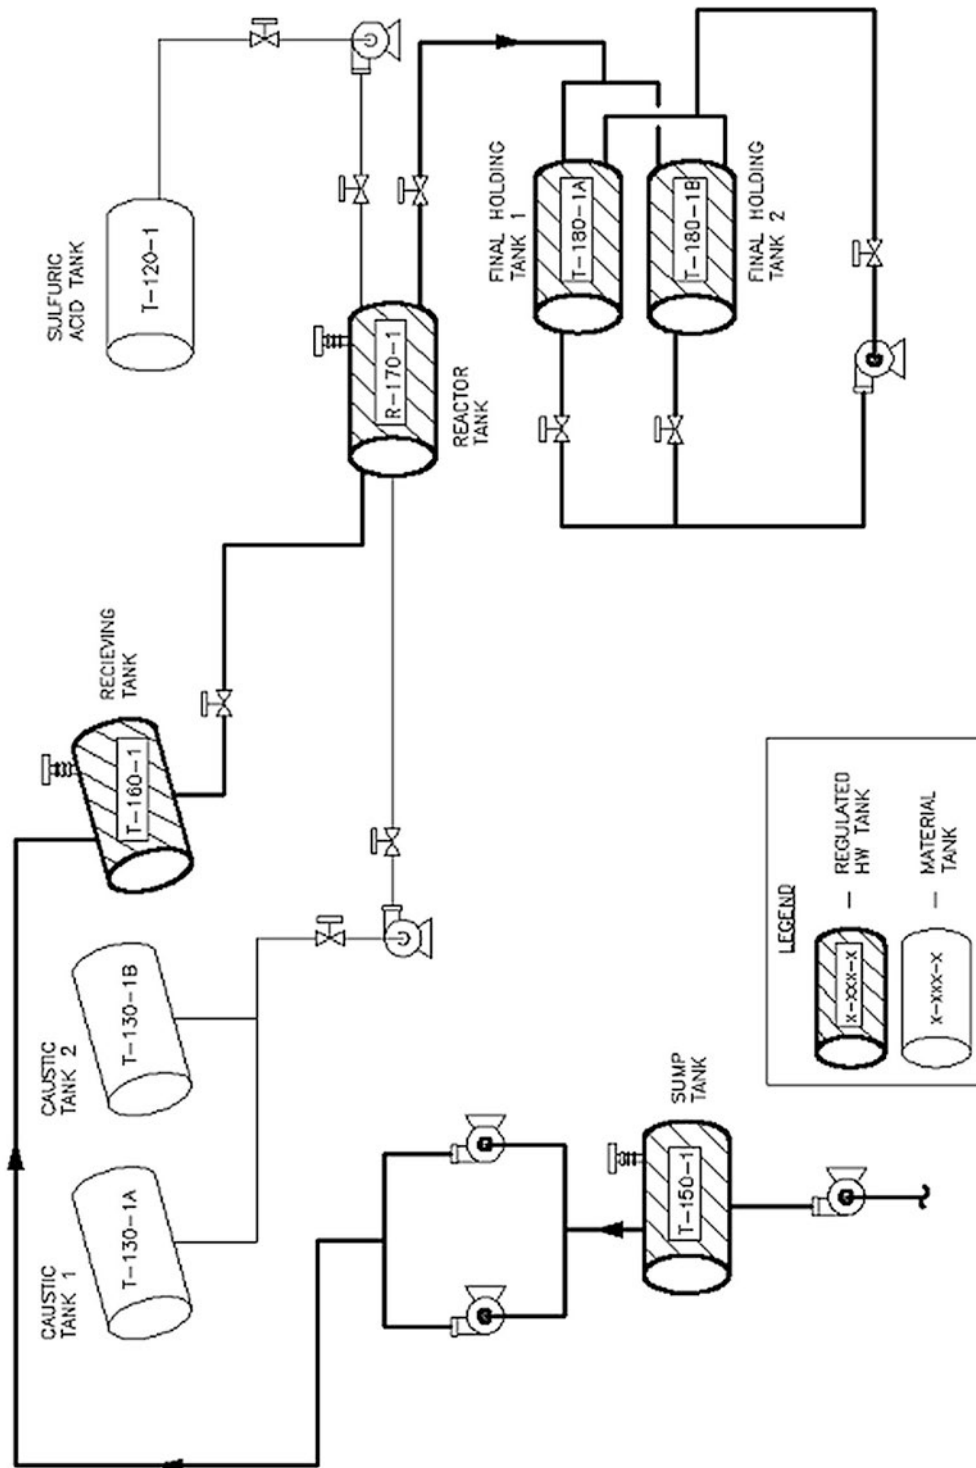 SULFURIC
ACID TANK
T-120-1
FINAL HOLDING
TANK 1
T-180-1A
T-180-1B
FINAL HOLDING
TANK 2
R-170-1
REACTOR
TANK
RECIEVING
TANK
T-160-1
CAUSTIC
TANK 2
T-130-1B
CAUSTIC
TANK 1
T-130-1A
SUMP
TANK
T-150-1
LEGEND
X-XXX-X
— REGULATED
HW TANK
X-XXX-X
— MATERIAL
TANK